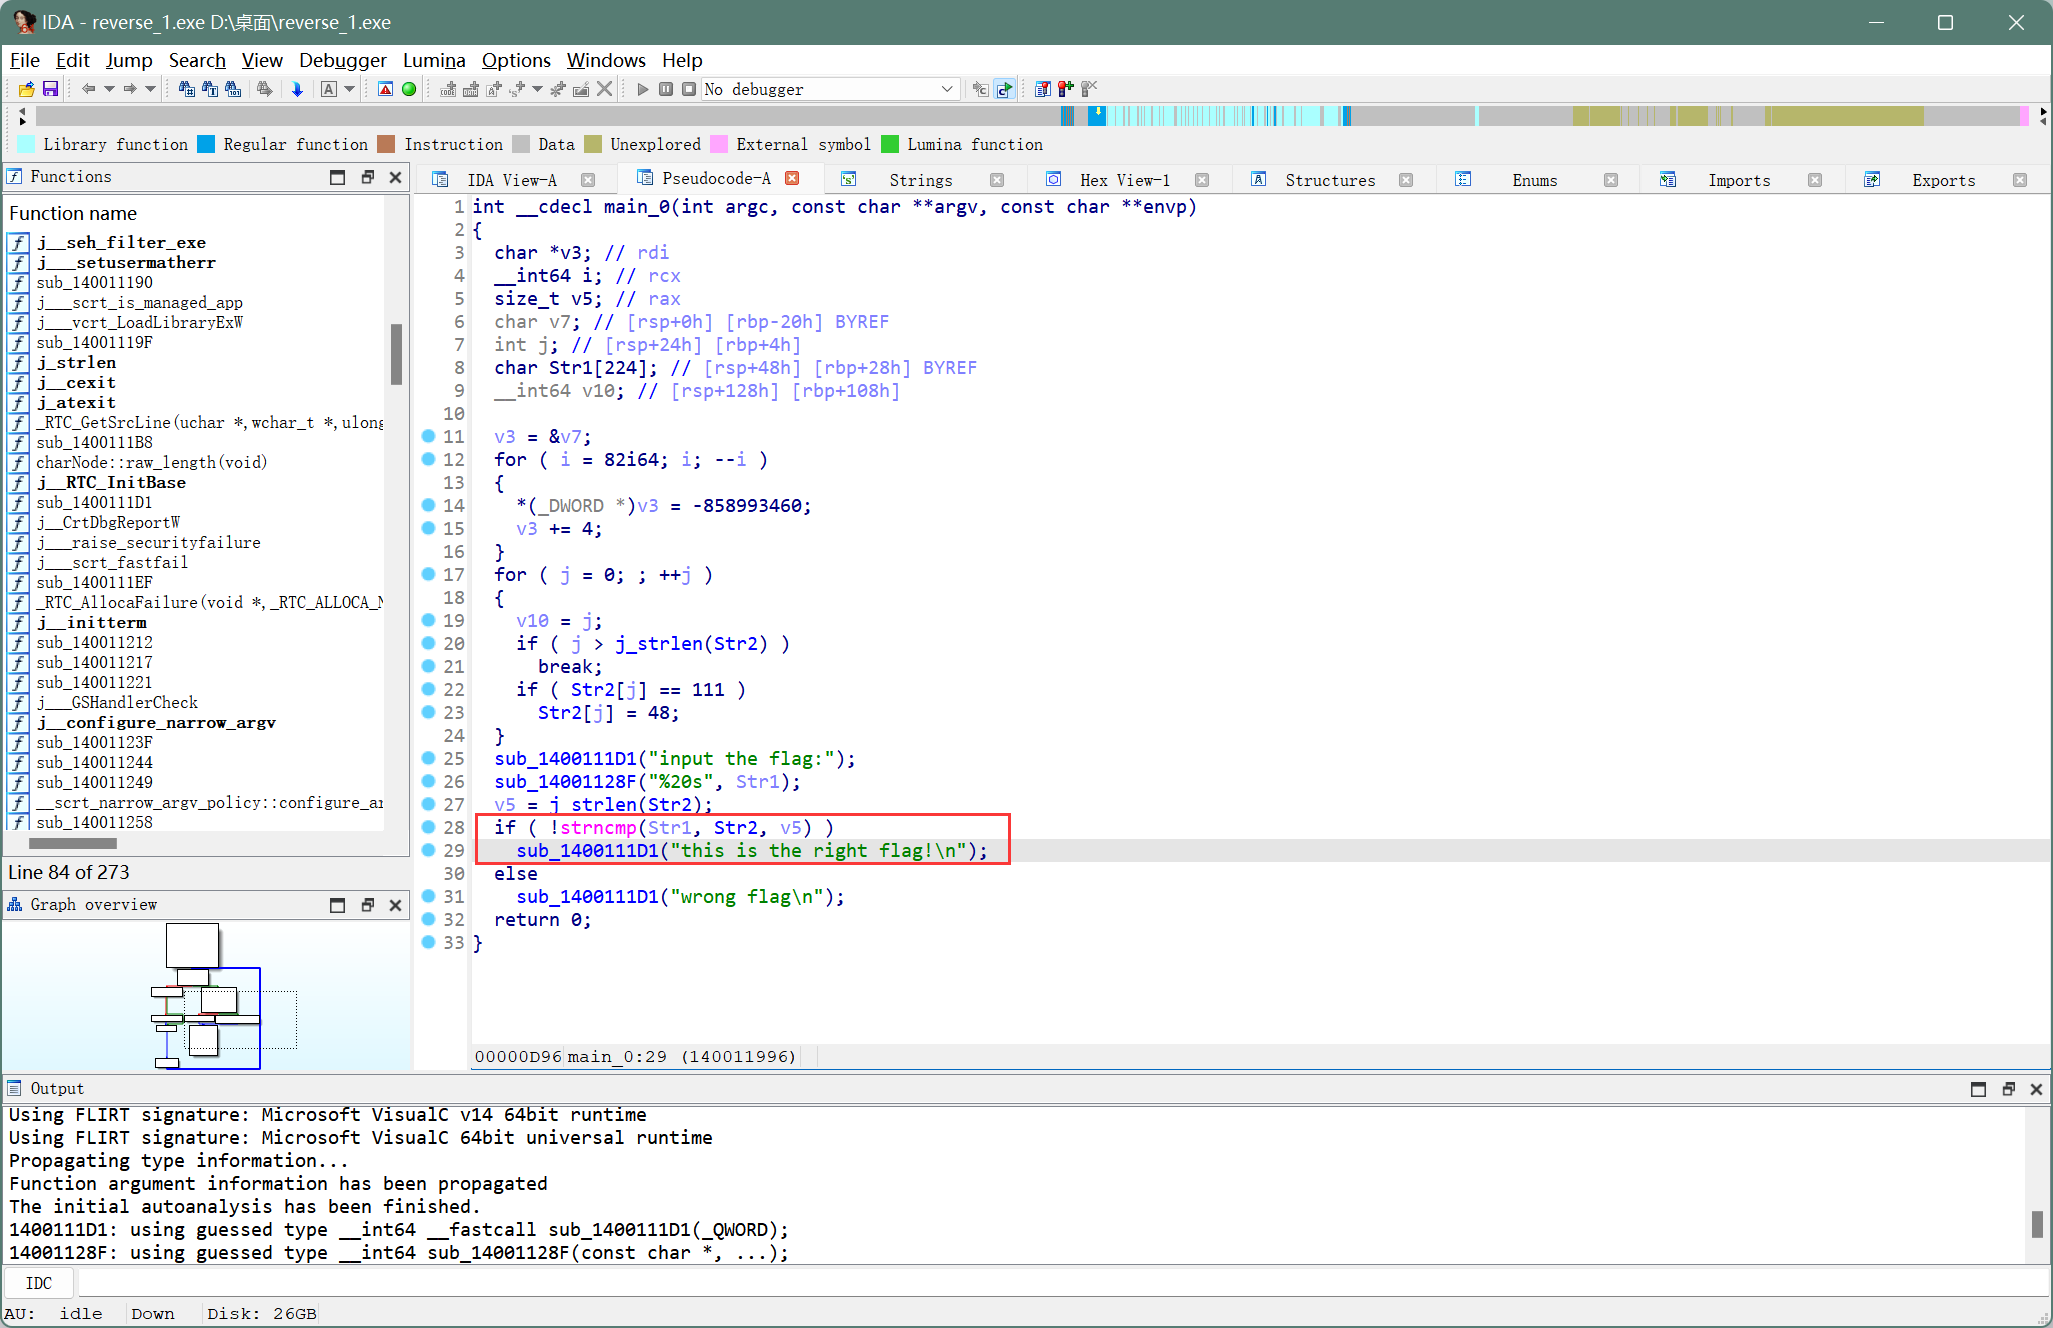 IDA - reverse_1.exe D:\桌面\reverse_1.exe
File Edit Jump Search View Debugger Lumina Options Windows Help
No debugger
Library function Regular function Instruction Data Unexplored External symbol Lumina function
Functions
IDA View-A Pseudocode-A Strings Hex View-1 Structures Enums Imports Exports
Function name
j__seh_filter_exe
j___setusermatherr
sub_140011190
j___scrt_is_managed_app
j___vcrt_LoadLibraryExW
sub_14001119F
j_strlen
j__cexit
j_atexit
_RTC_GetSrcLine(uchar *,wchar_t *,ulong
sub_1400111B8
charNode::raw_length(void)
j__RTC_InitBase
sub_1400111D1
j__CrtDbgReportW
j___raise_securityfailure
j___scrt_fastfail
sub_1400111EF
_RTC_AllocaFailure(void *,_RTC_ALLOCA_N
j__initterm
sub_140011212
sub_140011217
sub_140011221
j___GSHandlerCheck
j__configure_narrow_argv
sub_14001123F
sub_140011244
sub_140011249
__scrt_narrow_argv_policy::configure_ar
sub_140011258
Line 84 of 273
Graph overview
1 int __cdecl main_0(int argc, const char **argv, const char **envp)
2 {
3 char *v3; // rdi
4 __int64 i; // rcx
5 size_t v5; // rax
6 char v7; // [rsp+0h] [rbp-20h] BYREF
7 int j; // [rsp+24h] [rbp+4h]
8 char Str1[224]; // [rsp+48h] [rbp+28h] BYREF
9 __int64 v10; // [rsp+128h] [rbp+108h]
10
11 v3 = &v7;
12 for ( i = 82i64; i; --i )
13 {
14 *(_DWORD *)v3 = -858993460;
15 v3 += 4;
16 }
17 for ( j = 0; ; ++j )
18 {
19 v10 = j;
20 if ( j > j_strlen(Str2) )
21 break;
22 if ( Str2[j] == 111 )
23 Str2[j] = 48;
24 }
25 sub_1400111D1("input the flag:");
26 sub_14001128F("%20s", Str1);
27 v5 = j_strlen(Str2);
28 if ( !strncmp(Str1, Str2, v5) )
29 sub_1400111D1("this is the right flag!\n");
30 else
31 sub_1400111D1("wrong flag\n");
32 return 0;
33 }
00000D96 main_0:29 (140011996)
Output
Using FLIRT signature: Microsoft VisualC v14 64bit runtime
Using FLIRT signature: Microsoft VisualC 64bit universal runtime
Propagating type information...
Function argument information has been propagated
The initial autoanalysis has been finished.
1400111D1: using guessed type __int64 __fastcall sub_1400111D1(_QWORD);
14001128F: using guessed type __int64 sub_14001128F(const char *, ...);
IDC
AU: idle Down Disk: 26GB